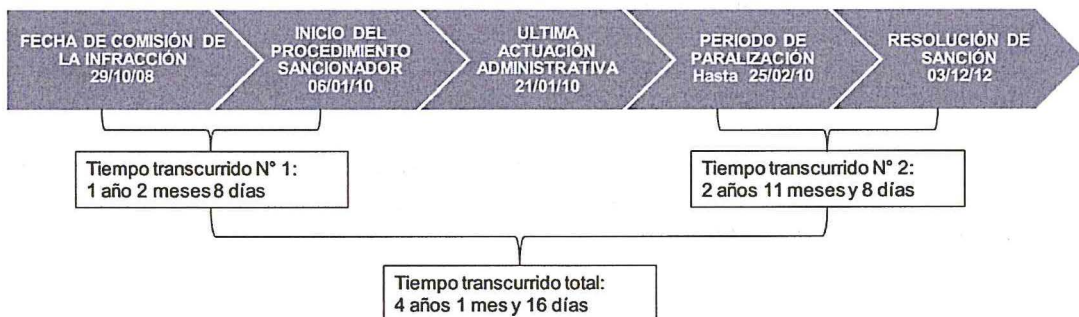 FECHA DE COMISIÓN DE
LA INFRACCIÓN
29/10/08
INICIO DEL
PROCEDIMIENTO
SANCIONADOR
06/01/10
ULTIMA
ACTUACIÓN
ADMINISTRATIVA
21/01/10
PERIODO DE
PARALIZACIÓN
Hasta 25/02/10
RESOLUCIÓN DE
SANCIÓN
03/12/12
Tiempo transcurrido N° 1:
1 año 2 meses 8 días
Tiempo transcurrido N° 2:
2 años 11 meses y 8 días
Tiempo transcurrido total:
4 años 1 mes y 16 días